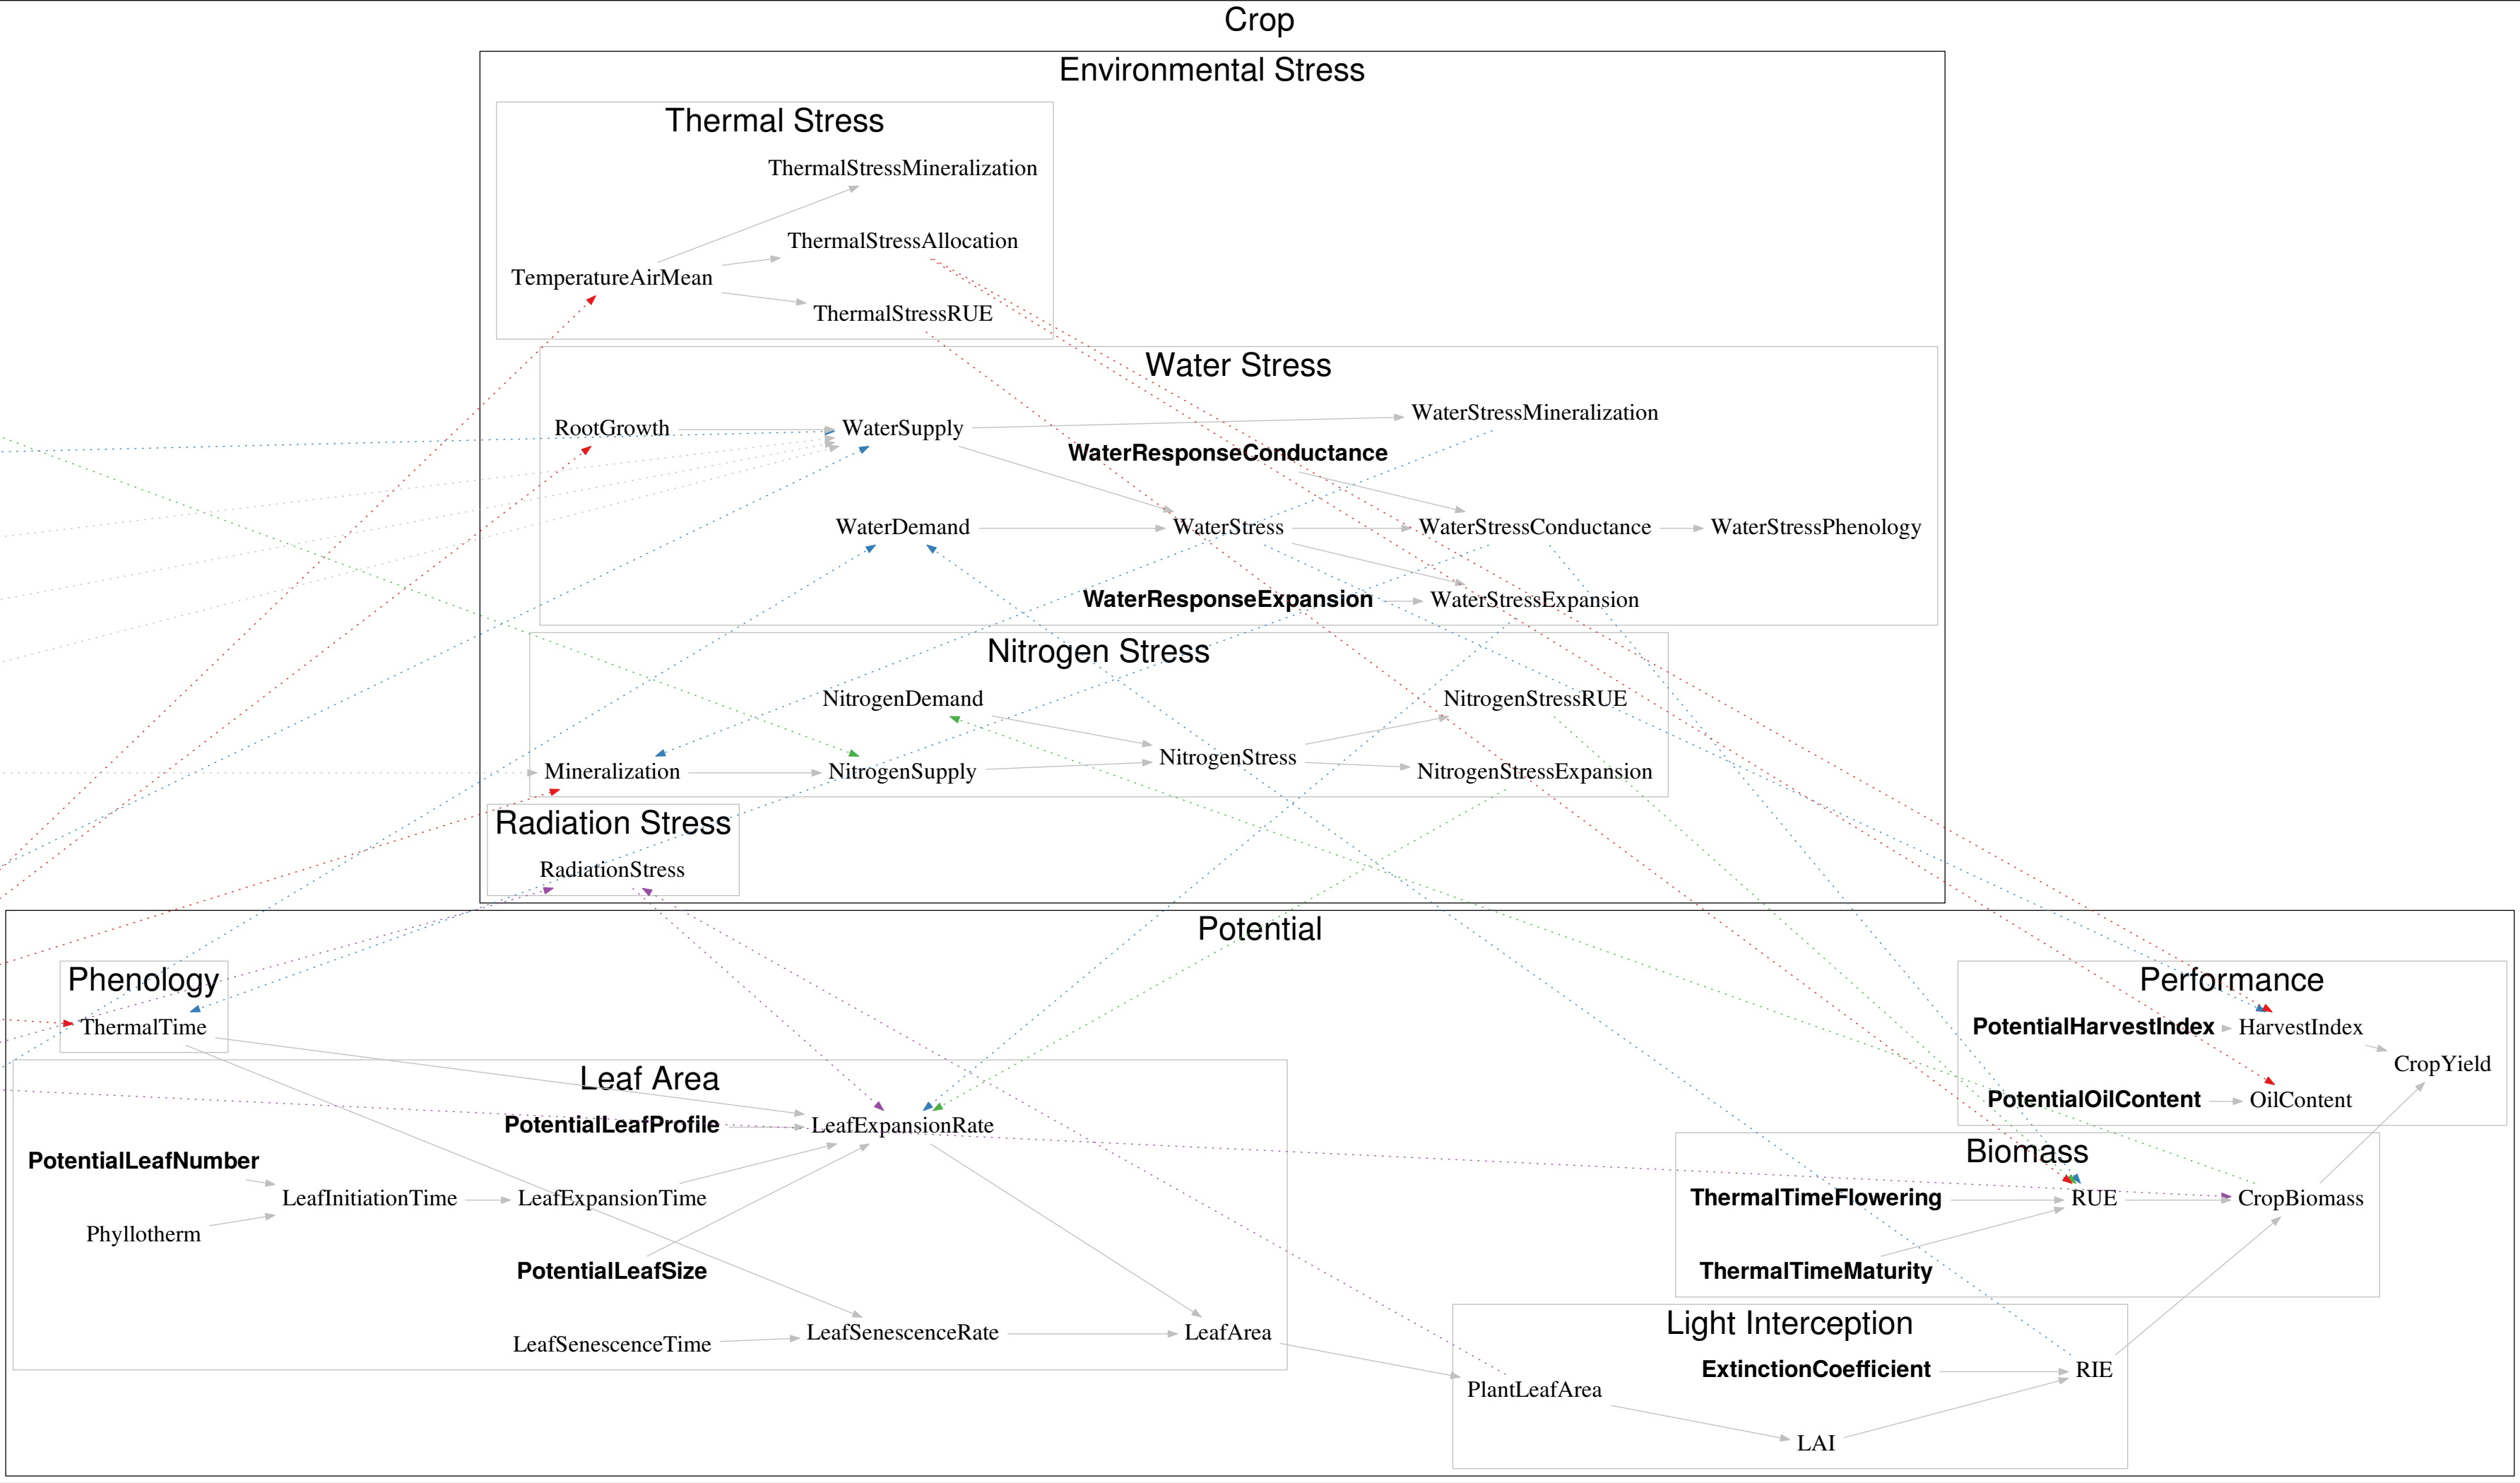 Crop
Environmental Stress
Thermal Stress
ThermalStressMineralization
ThermalStressAllocation
TemperatureAirMean
ThermalStressRUE
Water Stress
WaterStressMineralization
RootGrowth
WaterSupply
WaterResponseConductance
WaterDemand
WaterStress
WaterStressConductance
WaterStressPhenology
WaterResponseExpansion
WaterStressExpansion
Nitrogen Stress
NitrogenDemand
NitrogenStressRUE
NitrogenStress
Mineralization
NitrogenSupply
NitrogenStressExpansion
Radiation Stress
RadiationStress
Potential
Phenology
ThermalTime
Leaf Area
PotentialLeafProfile
LeafExpansionRate
PotentialLeafNumber
LeafInitiationTime
LeafExpansionTime
Phyllotherm
PotentialLeafSize
LeafSenescenceTime
LeafSenescenceRate
LeafArea
Performance
PotentialHarvestIndex
HarvestIndex
CropYield
PotentialOilContent
OilContent
Biomass
ThermalTimeFlowering
RUE
CropBiomass
ThermalTimeMaturity
Light Interception
ExtinctionCoefficient
RIE
PlantLeafArea
LAI